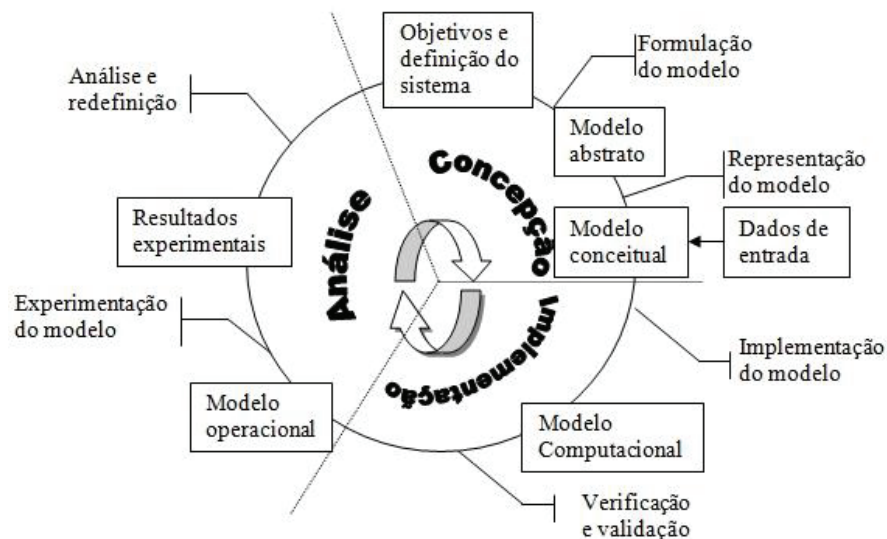 Objetivos e
definição do
sistema
Formulação
do modelo
Modelo
abstrato
Representação
do modelo
Modelo
conceitual
Dados de
entrada
Implementação
do modelo
Modelo
Computacional
Verificação
e validação
Modelo
operacional
Experimentação
do modelo
Resultados
experimentais
Análise e
redefinição
Concepção
Implementação
Análise